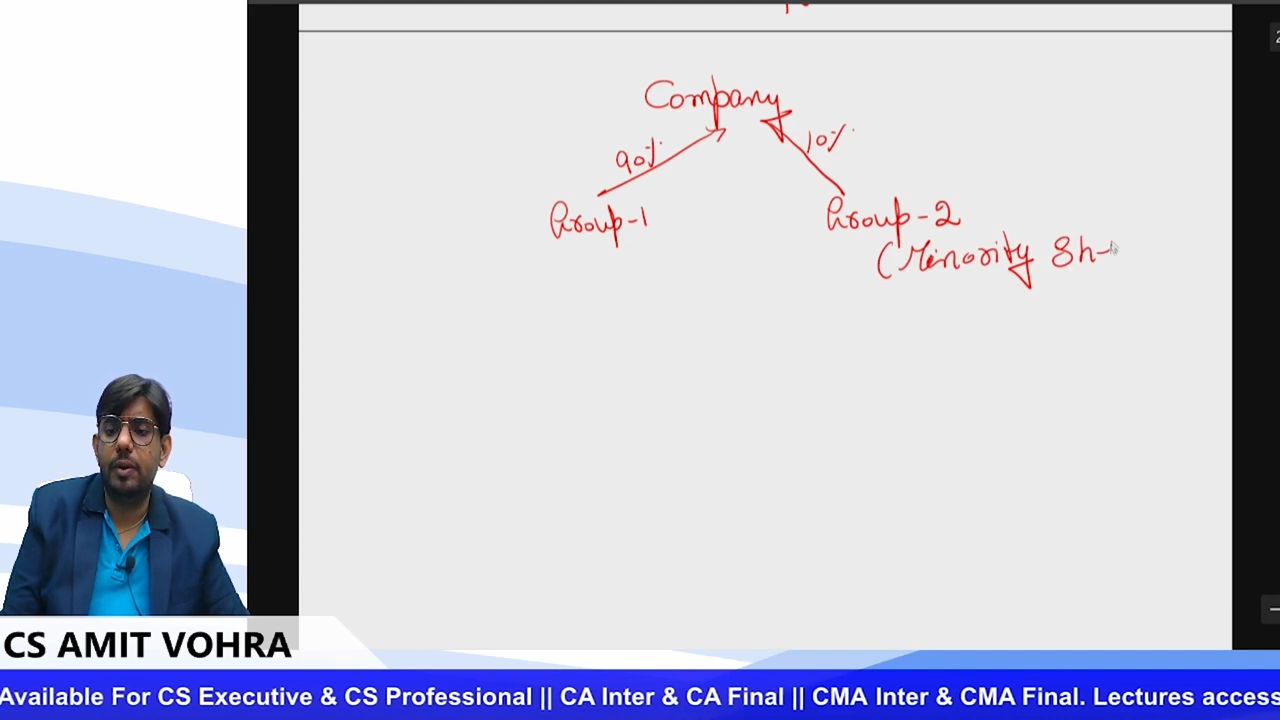 Company
90%
10%
Group-1
Group-2
(Minority Sh-
CS AMIT VOHRA
Available For CS Executive & CS Professional || CA Inter & CA Final || CMA Inter & CMA Final. Lectures access